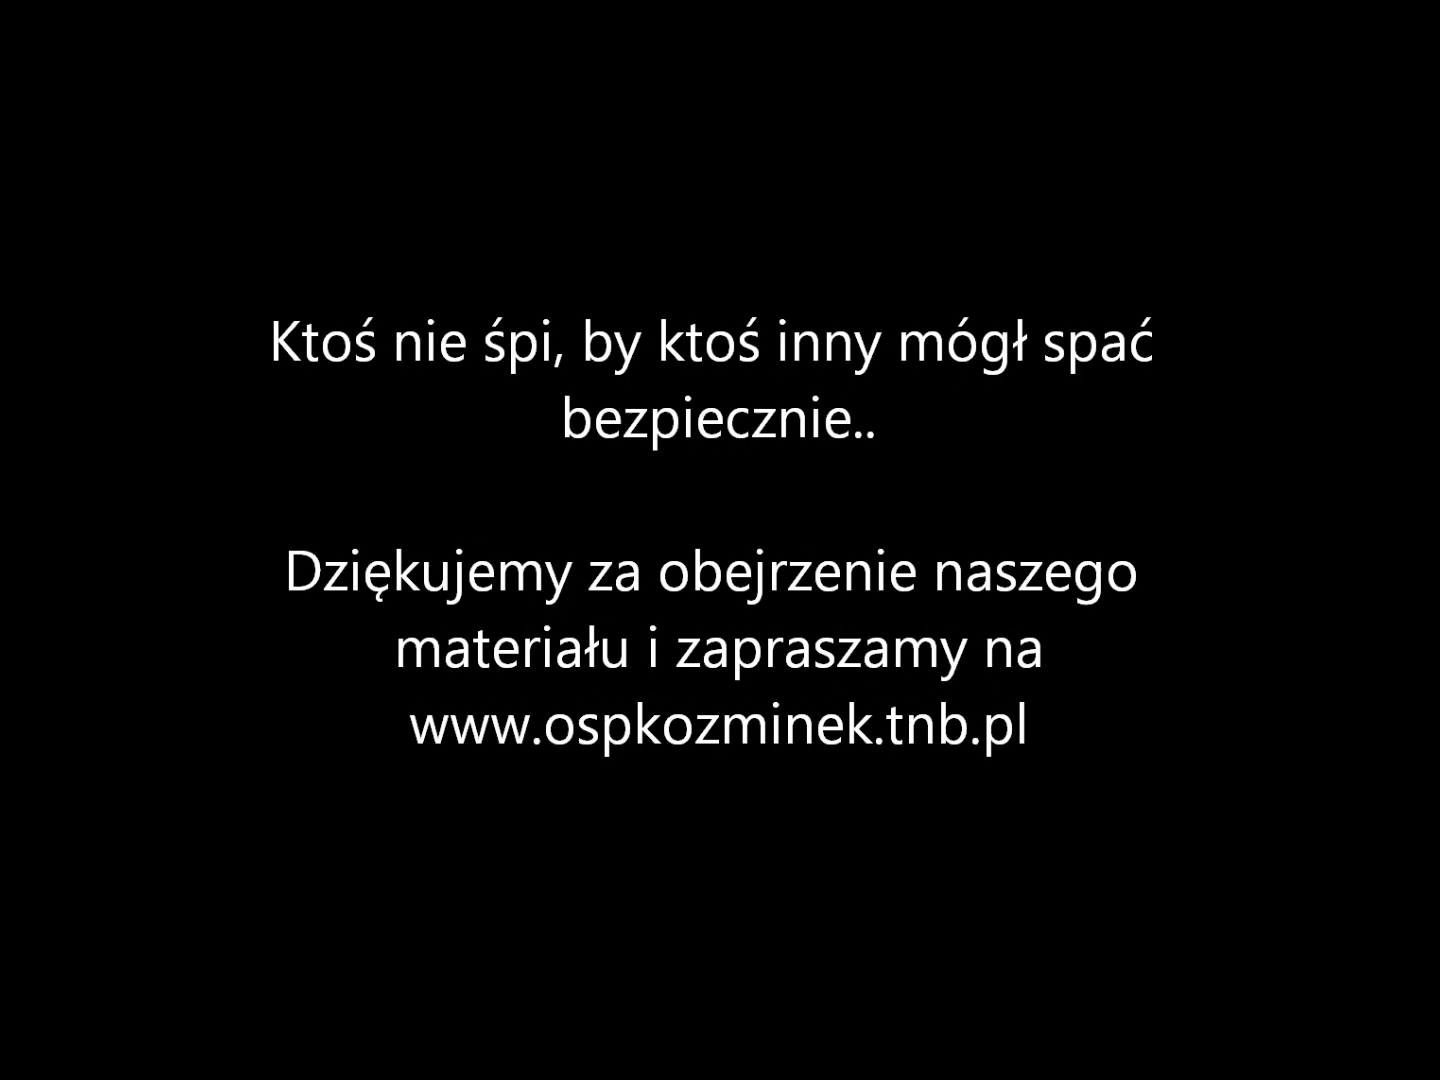 Ktoś nie śpi, by ktoś inny mógł spać
bezpiecznie..
Dziękujemy za obejrzenie naszego
materiału i zapraszamy na
www.ospkozminek.tnb.pl